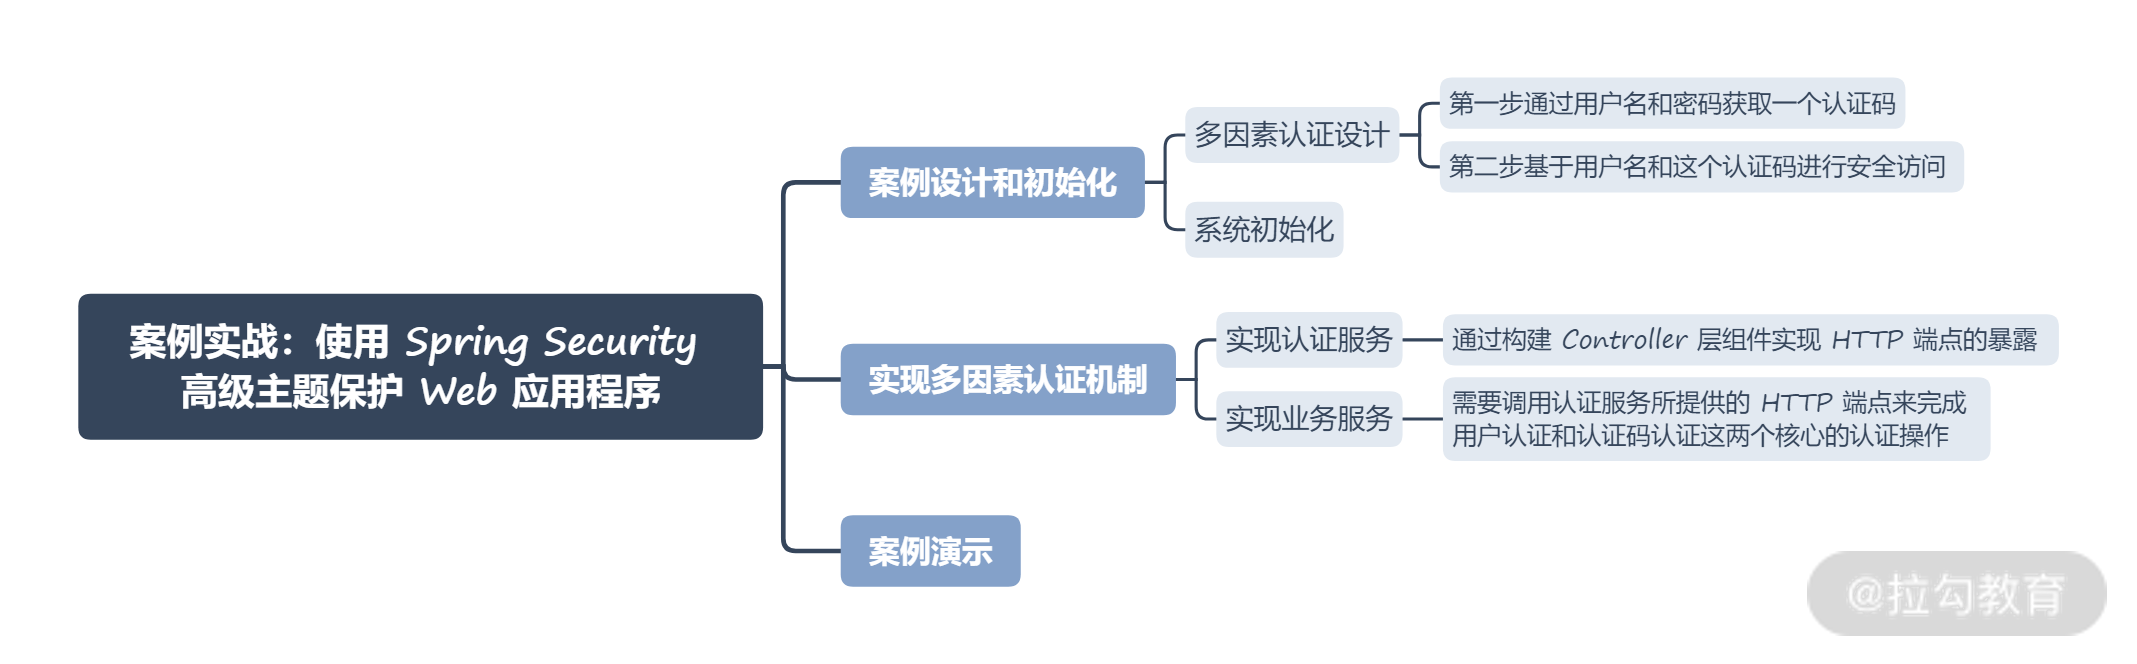 案例实战：使用 Spring Security
高级主题保护 Web 应用程序
案例设计和初始化
多因素认证设计
第一步通过用户名和密码获取一个认证码
第二步基于用户名和这个认证码进行安全访问
系统初始化
实现多因素认证机制
实现认证服务
通过构建 Controller 层组件实现 HTTP 端点的暴露
实现业务服务
需要调用认证服务所提供的 HTTP 端点来完成
用户认证和认证码认证这两个核心的认证操作
案例演示
@拉勾教育